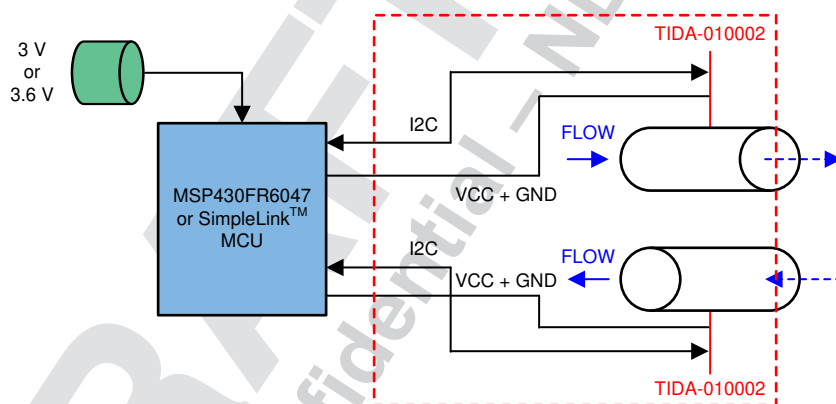 TIDA-010002
3 V
or
3.6 V
I2C
FLOW
MSP430FR6047
or SimpleLink™
MCU
VCC + GND
I2C
FLOW
VCC + GND
TIDA-010002